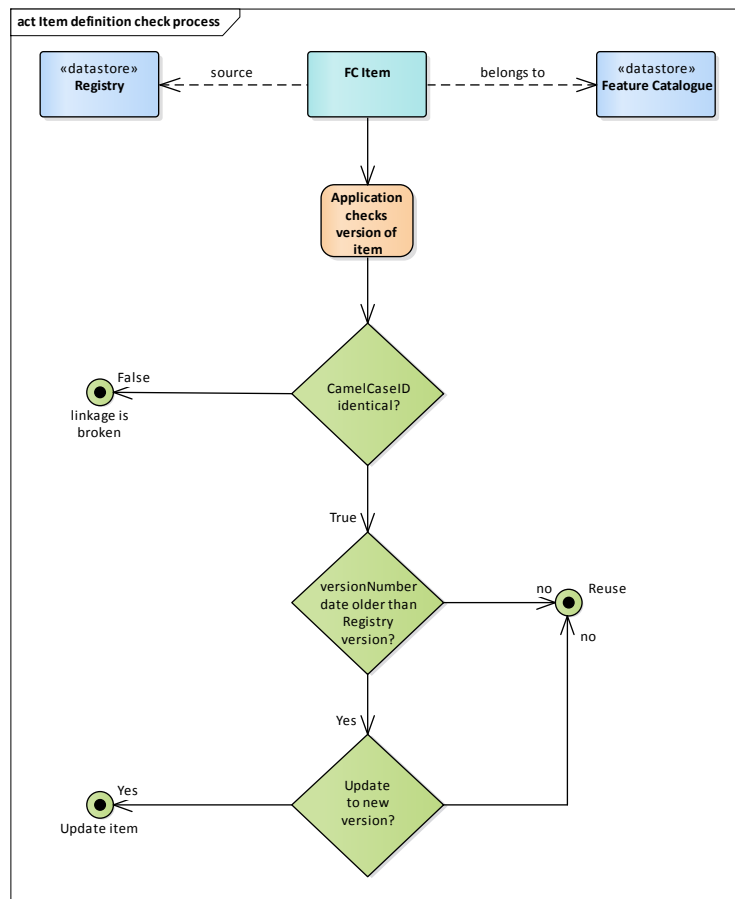 act Item definition check process
«datastore»
Registry
source
FC Item
belongs to
«datastore»
Feature Catalogue
Application
checks
version of
item
CamelCaseID
identical?
False
linkage is
broken
True
versionNumber
date older than
Registry
version?
no
Reuse
no
Yes
Update
to new
version?
Yes
Update item